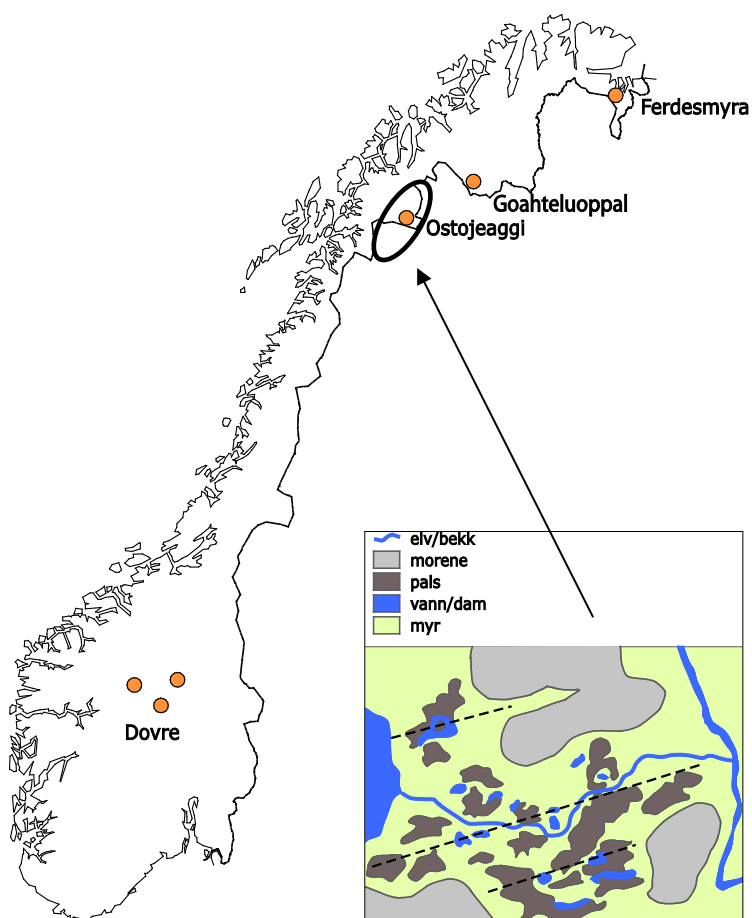 Ferdesmyra
Goahteluoppal
Ostojeaggi
elv/bekk
morene
pals
vann/dam
myr
Dovre